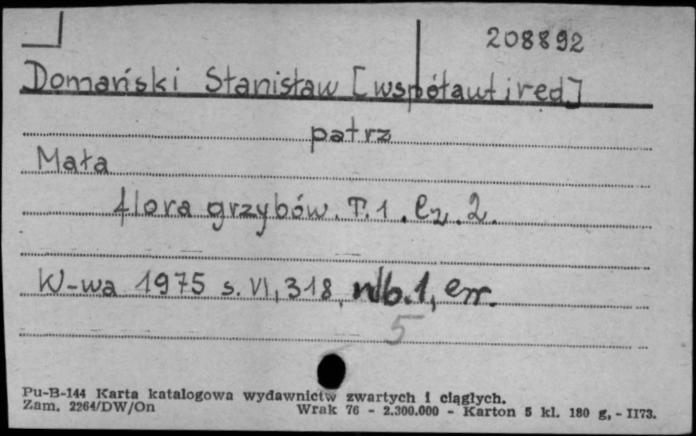 208892
Domański Stanisław [współaut i red]
patrz
Mała
flora grzybów. T. 1. Cz. 2.
W-wa 1975 s. VI, 318, nlb. 1, err.
5
Pu-B-144 Karta katalogowa wydawnictw zwartych i ciągłych.
Zam. 2264/DW/On Wrak 76 - 2.300.000 - Karton 5 kl. 180 g, - II73.